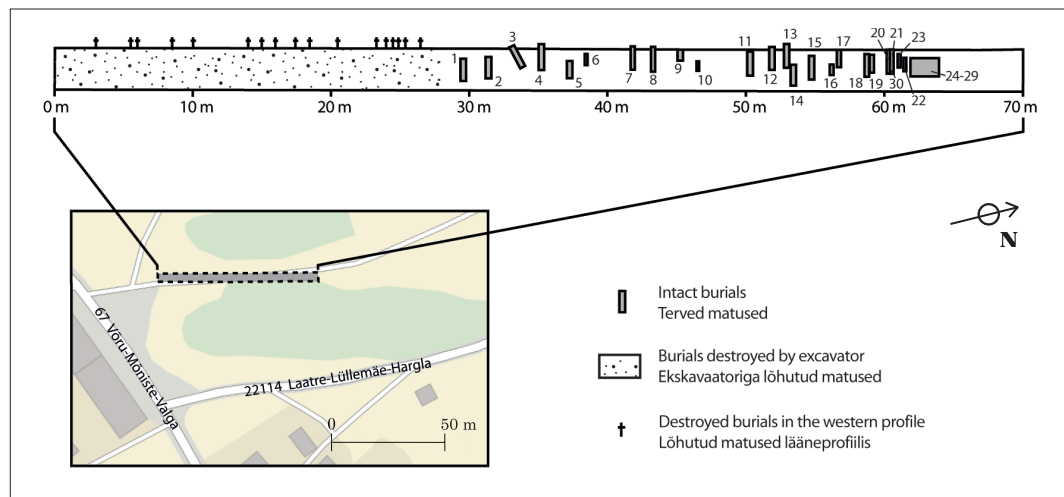 3 13 20 21
1 6 11 15 17 23
2 4 5 7 8 9 10 12 14 16 18 19 30 22 24-29
0 m 10 m 20 m 30 m 40 m 50 m 60 m 70 m
N
67 Võru-Mõniste-Valga
22114 Laatre-Lüllemäe-Hargla
0 50 m
Intact burials
Terved matused
Burials destroyed by excavator
Ekskavaatoriga lõhutud matused
Destroyed burials in the western profile
Lõhutud matused lääneprofiilis